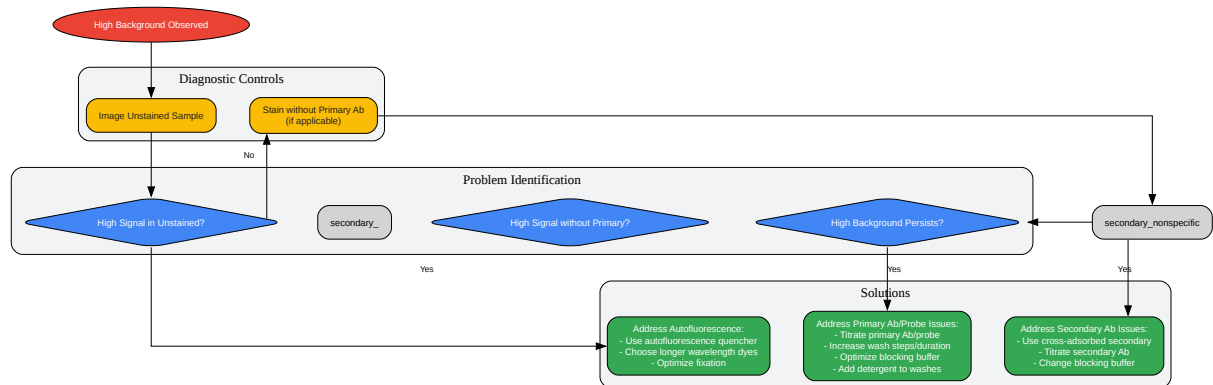 High Background Observed
Diagnostic Controls
Image Unstained Sample
Stain without Primary Ab
(if applicable)
No
Problem Identification
High Signal in Unstained?
secondary_
High Signal without Primary?
High Background Persists?
secondary_nonspecific
Yes
Yes
Yes
Solutions
Address Autofluorescence:
- Use autofluorescence quencher
- Choose longer wavelength dyes
- Optimize fixation
Address Primary Ab/Probe Issues:
- Titrate primary Ab/probe
- Increase wash steps/duration
- Optimize blocking buffer
- Add detergent to washes
Address Secondary Ab Issues:
- Use cross-adsorbed secondary
- Titrate secondary Ab
- Change blocking buffer